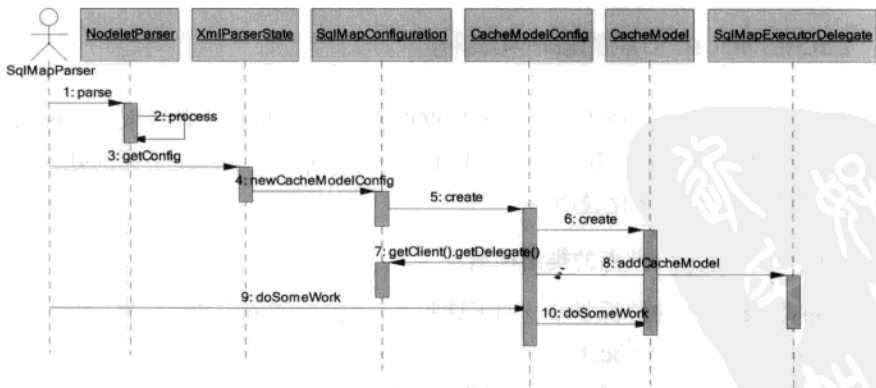 NodeletParser
XmlParserState
SqlMapConfiguration
CacheModelConfig
CacheModel
SqlMapExecutorDelegate
SqlMapParser
1: parse
2: process
3: getConfig
4: newCacheModelConfig
5: create
6: create
7: getClient().getDelegate()
8: addCacheModel
9: doSomeWork
10: doSomeWork